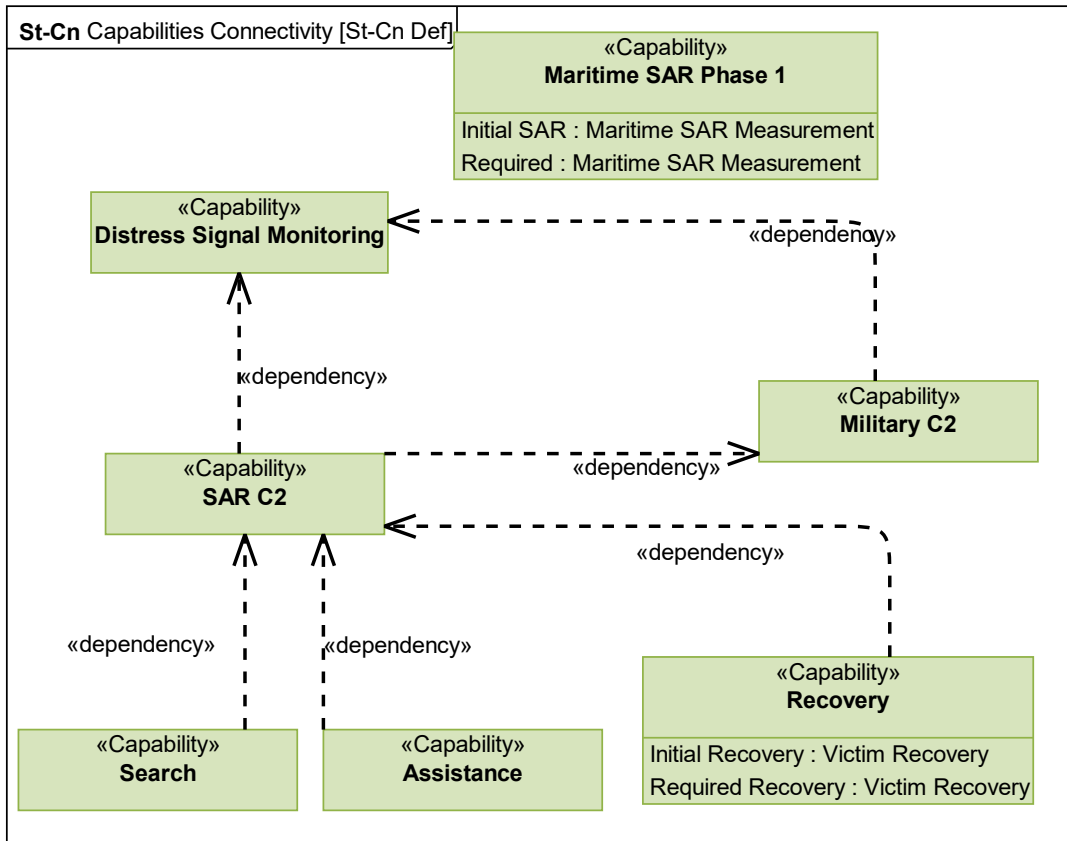 St-Cn Capabilities Connectivity [St-Cn Def]
«Capability»
Maritime SAR Phase 1
Initial SAR : Maritime SAR Measurement
Required : Maritime SAR Measurement
«Capability»
Distress Signal Monitoring
«dependency»
«dependency»
«Capability»
Military C2
«Capability»
SAR C2
«dependency»
«dependency»
«dependency»
«dependency»
«Capability»
Recovery
Initial Recovery : Victim Recovery
Required Recovery : Victim Recovery
«Capability»
Search
«Capability»
Assistance